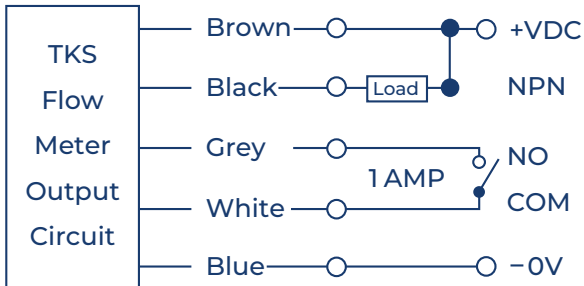 TKS
Flow
Meter
Output
Circuit
Brown
+VDC
Black
Load
NPN
Grey
NO
1 AMP
White
COM
Blue
−0V